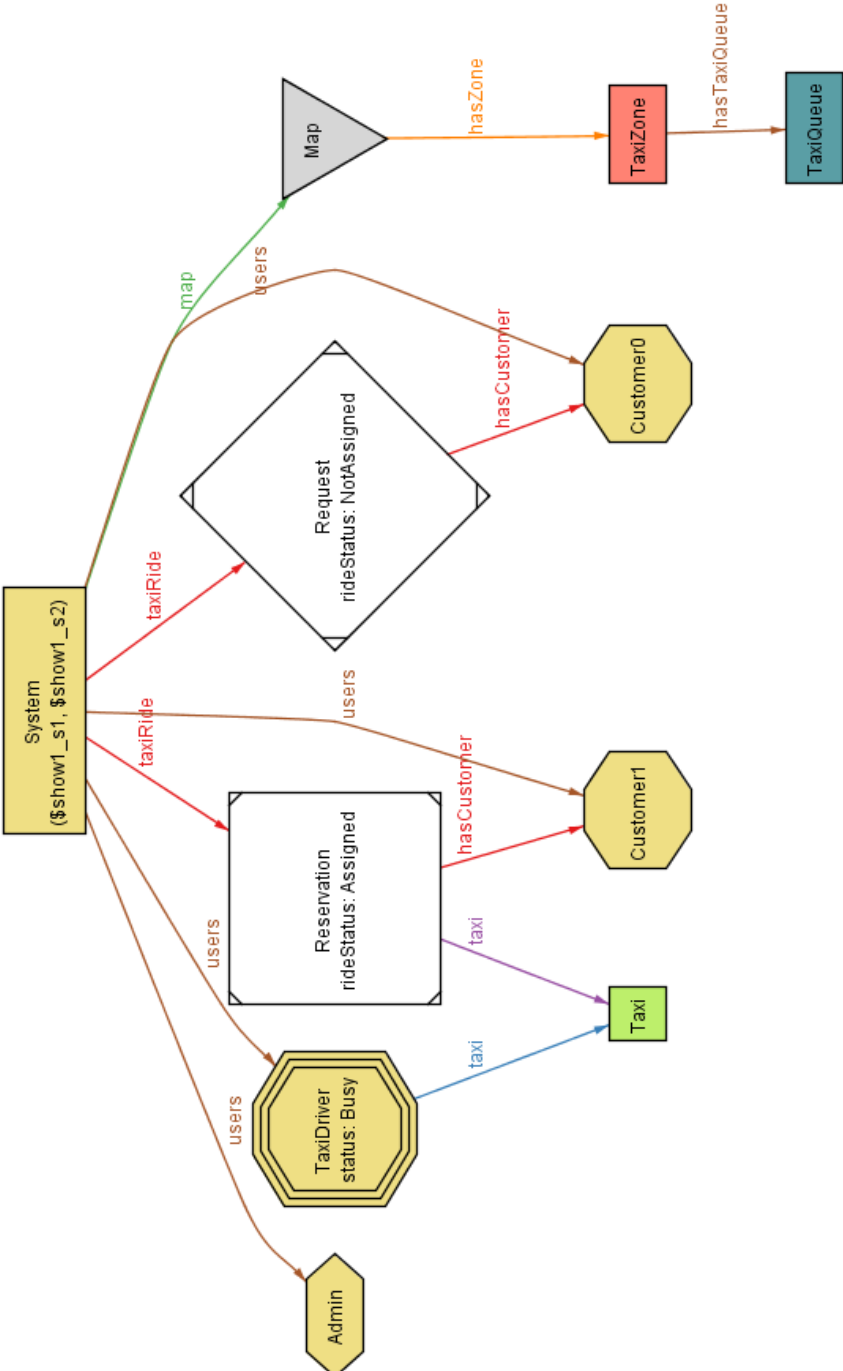 System
($show1_s1, $show1_s2)
users
users
taxiRide
users
taxiRide
map
users
Admin
TaxiDriver
status: Busy
Reservation
rideStatus: Assigned
Request
rideStatus: NotAssigned
Map
taxi
taxi
hasCustomer
hasCustomer
hasZone
Taxi
Customer1
Customer0
TaxiZone
hasTaxiQueue
TaxiQueue